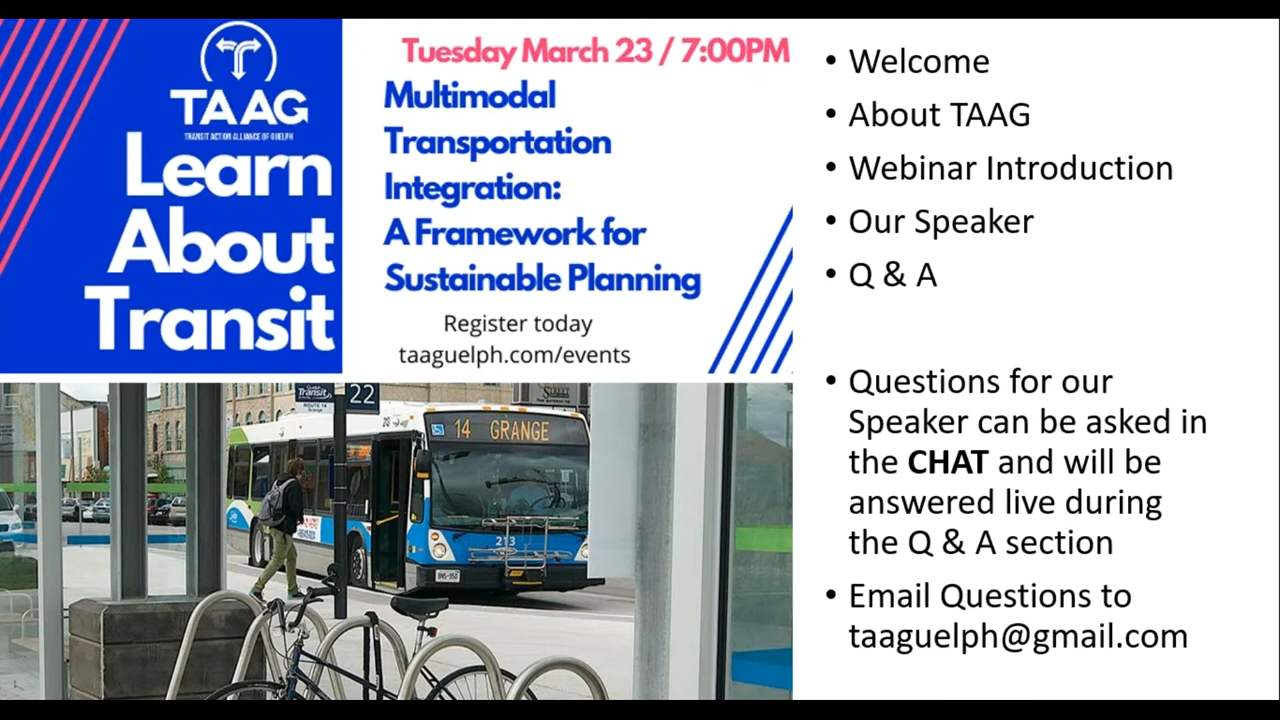 TAAG
TRANSIT ACTION ALLIANCE OF GUELPH
Learn
About
Transit
Tuesday March 23 / 7:00PM
Multimodal
Transportation
Integration:
A Framework for
Sustainable Planning
Register today
taaguelph.com/events
• Welcome
• About TAAG
• Webinar Introduction
• Our Speaker
• Q & A
• Questions for our
Speaker can be asked in
the CHAT and will be
answered live during
the Q & A section
• Email Questions to
taaguelph@gmail.com
Transit
22
14 GRANGE
213